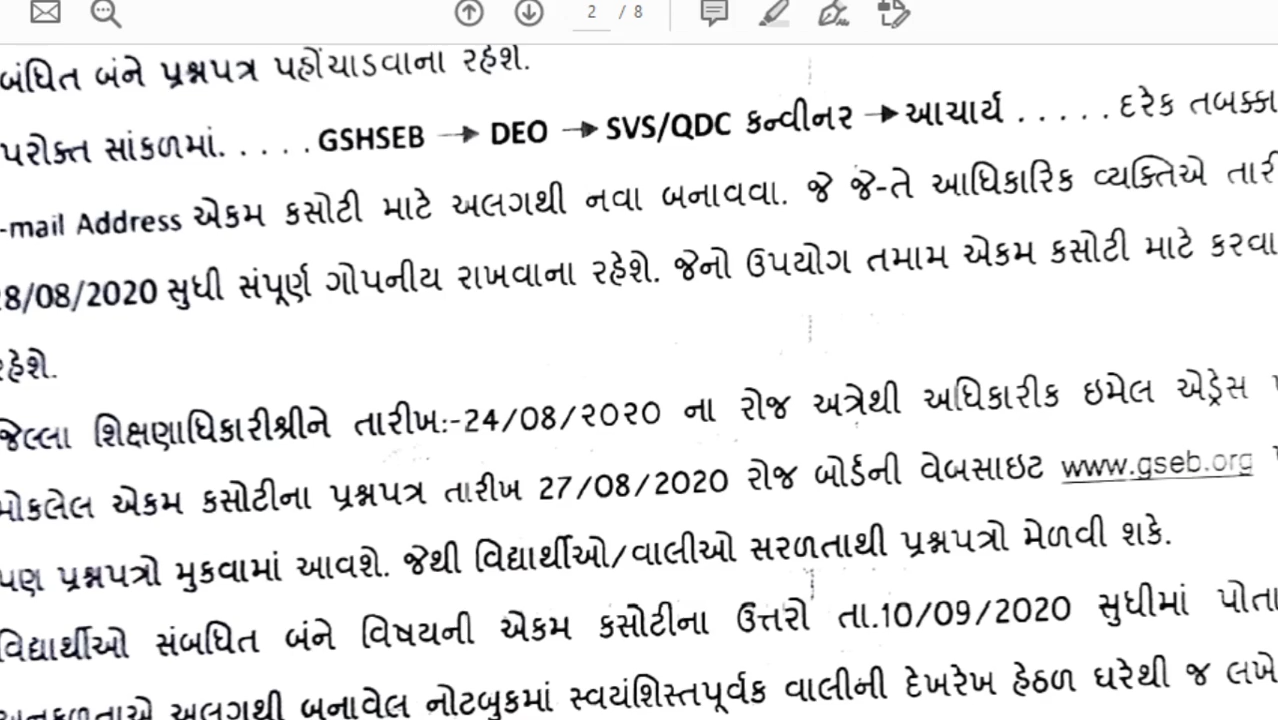 2 / 8
બંધિત બંને પ્રશ્નપત્ર પહોંચાડવાના રહેશે.
પરોક્ત સાંકળમાં. . . . . GSHSEB → DEO → SVS/QDC કન્વીનર → આચાર્ય . . . . . દરેક તબક્કા
-mail Address એકમ કસોટી માટે અલગથી નવા બનાવવા. જે જે-તે આધિકારિક વ્યક્તિએ તારી
8/08/2020 સુધી સંપૂર્ણ ગોપનીય રાખવાના રહેશે. જેનો ઉપયોગ તમામ એકમ કસોટી માટે કરવા
રહેશે.
જિલ્લા શિક્ષણાધિકારીશ્રીને તારીખ:-24/08/૨૦૨૦ ના રોજ અત્રેથી અધિકારીક ઇમેલ એડ્રેસ
મોકલેલ એકમ કસોટીના પ્રશ્નપત્ર તારીખ 27/08/2020 રોજ બોર્ડની વેબસાઇટ www.gseb.org
પણ પ્રશ્નપત્રો મુકવામાં આવશે. જેથી વિદ્યાર્થીઓ/વાલીઓ સરળતાથી પ્રશ્નપત્રો મેળવી શકે.
વિદ્યાર્થીઓ સંબધિત બંને વિષયની એકમ કસોટીના ઉત્તરો તા.10/09/2020 સુધીમાં પોતા
અલગથી બનાવેલ નોટબુકમાં સ્વયંશિસ્તપૂર્વક વાલીની દેખરેખ હેઠળ ઘરેથી જ લખે